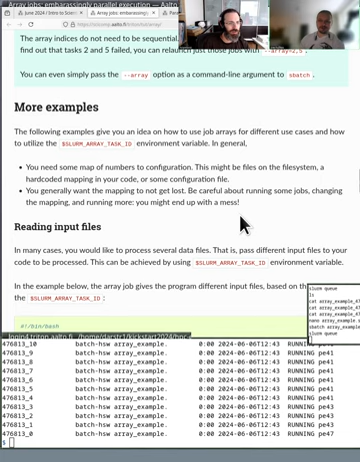 Array jobs: embarrassingly parallel execution
June / 2024 / Intro to Scien
Array jobs: embarrassingly
The array indices do not need to be sequential.
find out that tasks 2 and 5 failed, you can relaunch just those jobs with --array=2,5.
You can even simply pass the --array option as a command-line argument to sbatch.
More examples
The following examples give you an idea on how to use job arrays for different use cases and how
to utilize the $SLURM_ARRAY_TASK_ID environment variable. In general,
• You need some map of numbers to configuration. This might be files on the filesystem, a
hardcoded mapping in your code, or some configuration file.
• You generally want the mapping to not get lost. Be careful about running some jobs, changing
the mapping, and running more: you might end up with a mess!
Reading input files
In many cases, you would like to process several data files. That is, pass different input files to your
code to be processed. This can be achieved by using $SLURM_ARRAY_TASK_ID environment variable.
In the example below, the array job gives the program different input files, based on th
the $SLURM_ARRAY_TASK_ID:
#!/bin/bash
slurm queue
ls
cat array_example_47
cat array_example_47
cat array_example_47
nano array_example.s
sbatch array_example
slurm queue
476813_10 batch-hsw array_example. 0:00 2024-06-06T12:43 RUNNING pe41
476813_9 batch-hsw array_example. 0:00 2024-06-06T12:43 RUNNING pe41
476813_8 batch-hsw array_example. 0:00 2024-06-06T12:43 RUNNING pe41
476813_7 batch-hsw array_example. 0:00 2024-06-06T12:43 RUNNING pe41
476813_6 batch-hsw array_example. 0:00 2024-06-06T12:43 RUNNING pe41
476813_5 batch-hsw array_example. 0:00 2024-06-06T12:43 RUNNING pe41
476813_4 batch-hsw array_example. 0:00 2024-06-06T12:43 RUNNING pe41
476813_3 batch-hsw array_example. 0:00 2024-06-06T12:43 RUNNING pe43
476813_2 batch-hsw array_example. 0:00 2024-06-06T12:43 RUNNING pe43
476813_1 batch-hsw array_example. 0:00 2024-06-06T12:43 RUNNING pe43
476813_0 batch-hsw array_example. 0:00 2024-06-06T12:43 RUNNING pe47
$